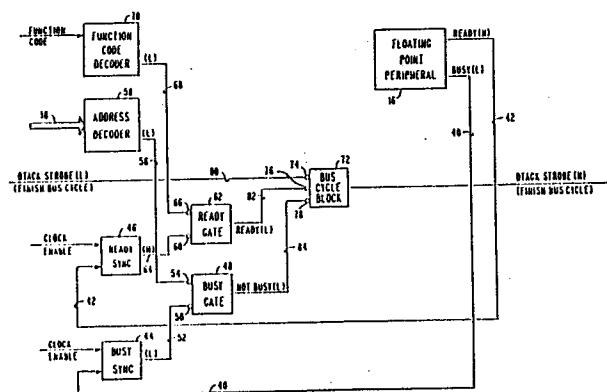 FUNCTION
CODE
70
FUNCTION
CODE
DECODER
(L)
68
58
ADDRESS
DECODER
(L)
56
FLOATING
POINT
PERIPHERAL
16
READY(H)
BUSY(L)
40
42
DTACK STROBE(L)
(FINISH BUS CYCLE)
80
74
76
78
72
BUS
CYCLE
BLOCK
DTACK STROBE(H)
(FINISH BUS CYCLE)
82
84
66
62
READY
GATE
60
READY(L)
CLOCK
ENABLE
46
READY
SYNC
(H)
64
42
54
48
BUSY
GATE
50
NOT BUSY(L)
52
CLOCK
ENABLE
44
BUSY
SYNC
(L)
40